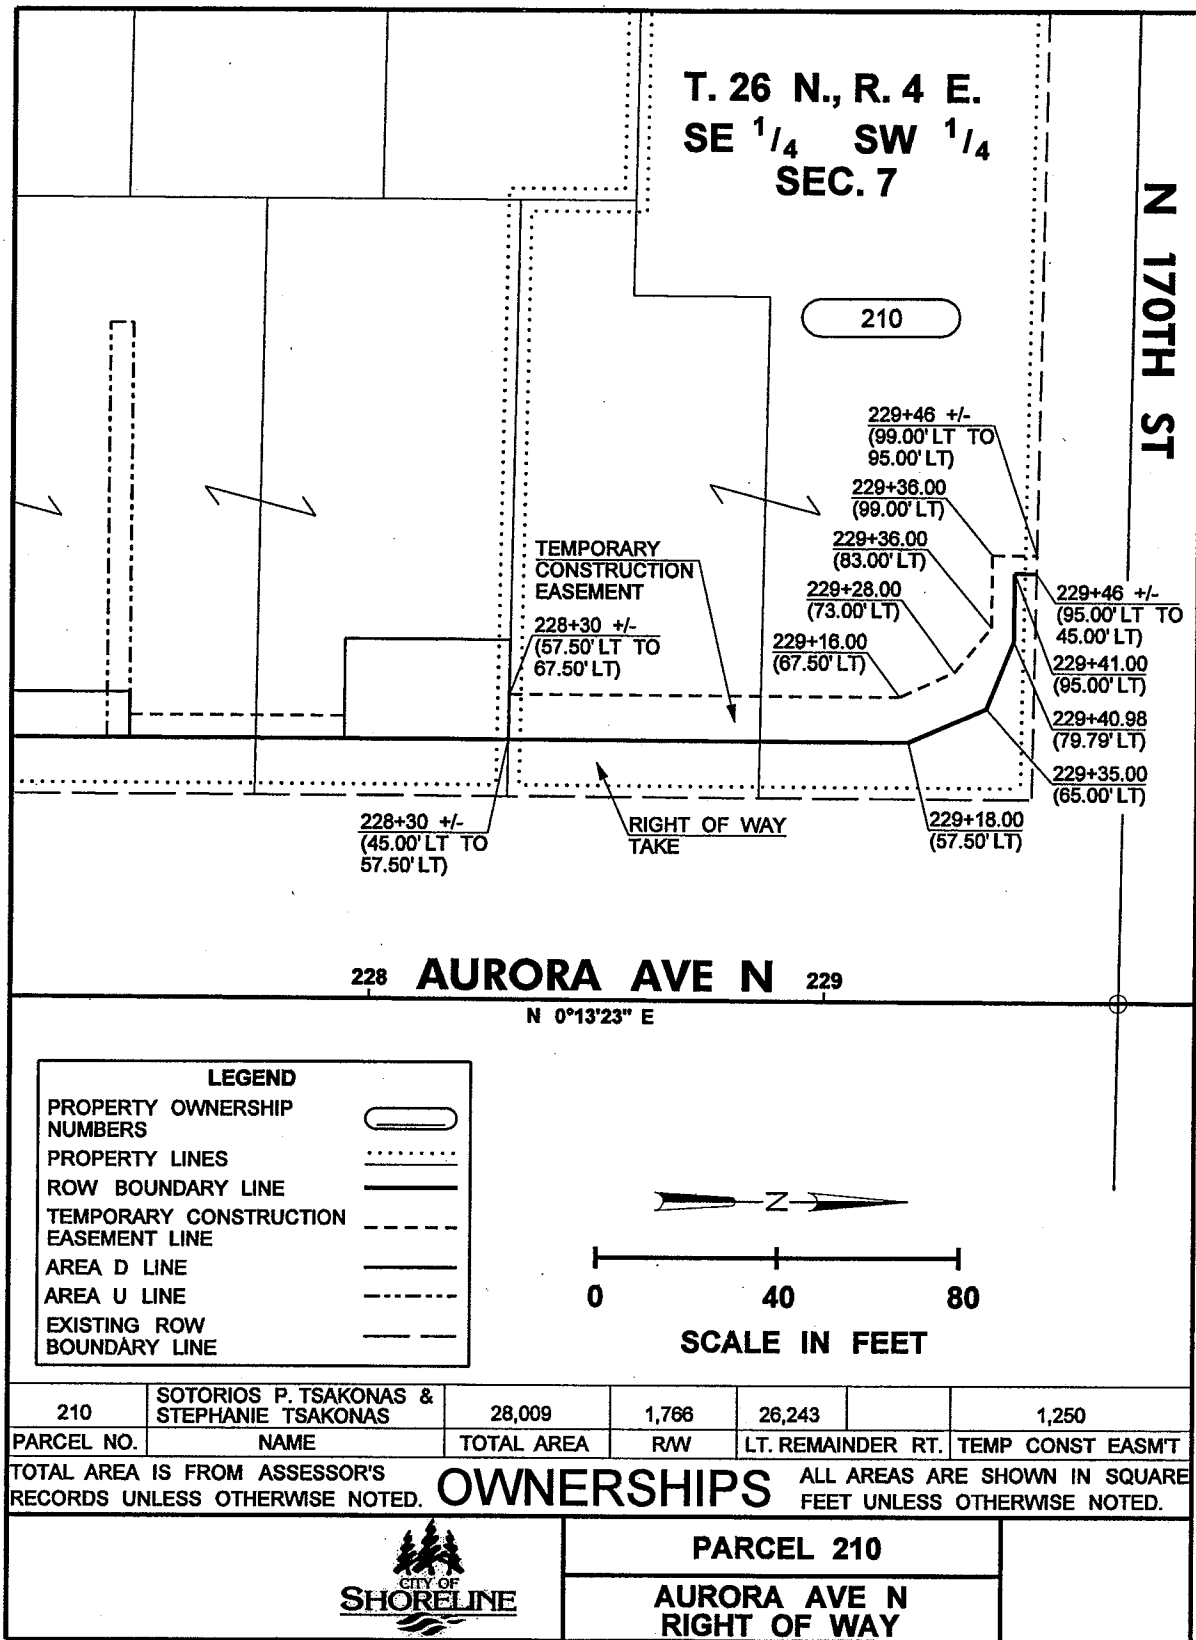 T. 26 N., R. 4 E.
SE 1/4 SW 1/4
SEC. 7
N 170TH ST
210
229+46 +/-
(99.00' LT TO
95.00' LT)
229+36.00
(99.00' LT)
229+36.00
(83.00' LT)
229+28.00
(73.00' LT)
229+16.00
(67.50' LT)
TEMPORARY
CONSTRUCTION
EASEMENT
228+30 +/-
(57.50' LT TO
67.50' LT)
229+46 +/-
(95.00' LT TO
45.00' LT)
229+41.00
(95.00' LT)
229+40.98
(79.79' LT)
229+35.00
(65.00' LT)
229+18.00
(57.50' LT)
228+30 +/-
(45.00' LT TO
57.50' LT)
RIGHT OF WAY
TAKE
228 AURORA AVE N 229
N 0°13'23" E
LEGEND
PROPERTY OWNERSHIP
NUMBERS
PROPERTY LINES
ROW BOUNDARY LINE
TEMPORARY CONSTRUCTION
EASEMENT LINE
AREA D LINE
AREA U LINE
EXISTING ROW
BOUNDARY LINE
N
0 40 80
SCALE IN FEET
210 SOTORIOS P. TSAKONAS & 28,009 1,766 26,243 1,250
STEPHANIE TSAKONAS
PARCEL NO. NAME TOTAL AREA R/W LT. REMAINDER RT. TEMP CONST EASM'T
TOTAL AREA IS FROM ASSESSOR'S
RECORDS UNLESS OTHERWISE NOTED.
OWNERSHIPS
ALL AREAS ARE SHOWN IN SQUARE
FEET UNLESS OTHERWISE NOTED.
CITY OF
SHORELINE
PARCEL 210
AURORA AVE N
RIGHT OF WAY